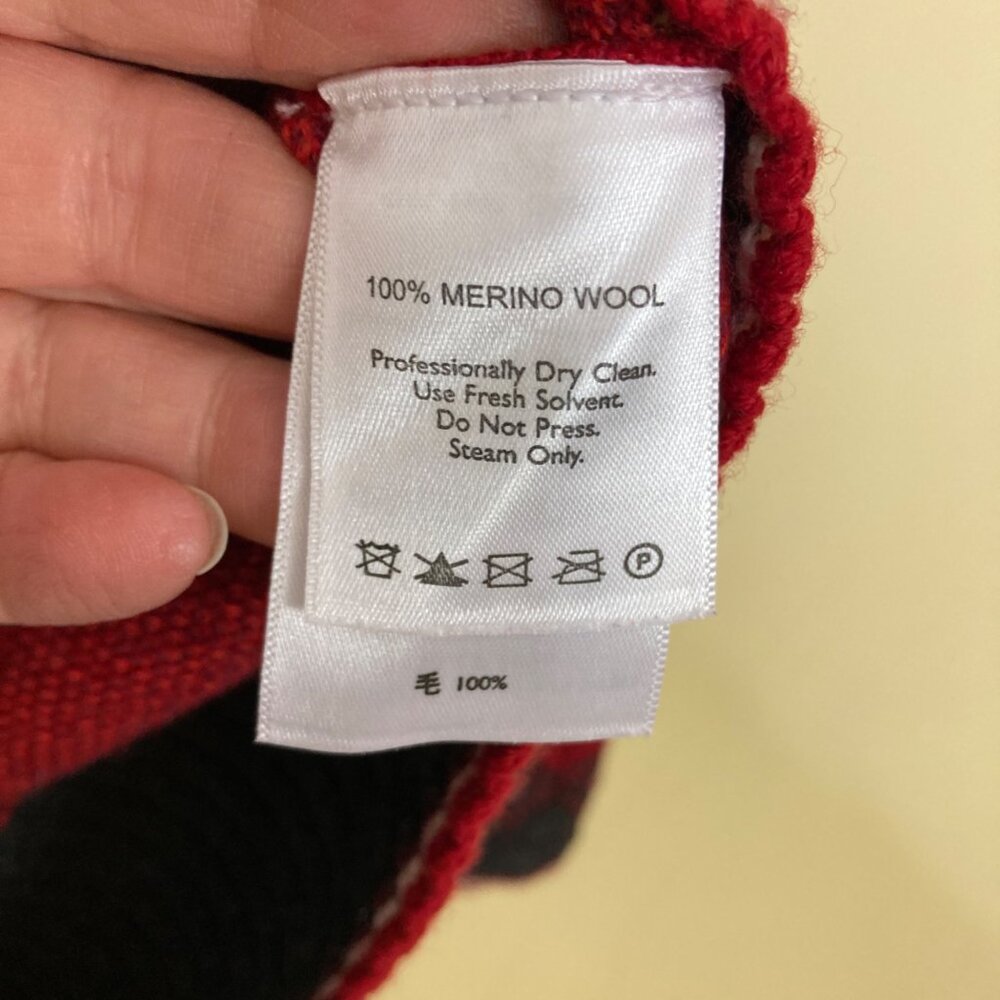 100% MERINO WOOL
Professionally Dry Clean.
Use Fresh Solvent.
Do Not Press.
Steam Only.
P
毛 100%